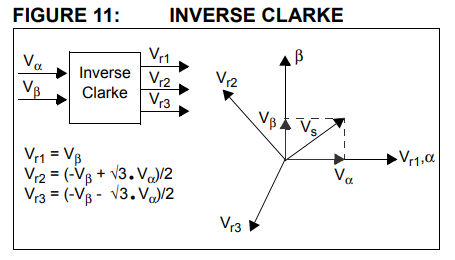 FIGURE 11: INVERSE CLARKE
Vα
Vβ
Inverse
Clarke
Vr1
Vr2
Vr3
Vr1 = Vβ
Vr2 = (-Vβ + √3 • Vα)/2
Vr3 = (-Vβ - √3 • Vα)/2
β
Vr2
Vβ
Vs
Vr1,α
Vα
Vr3